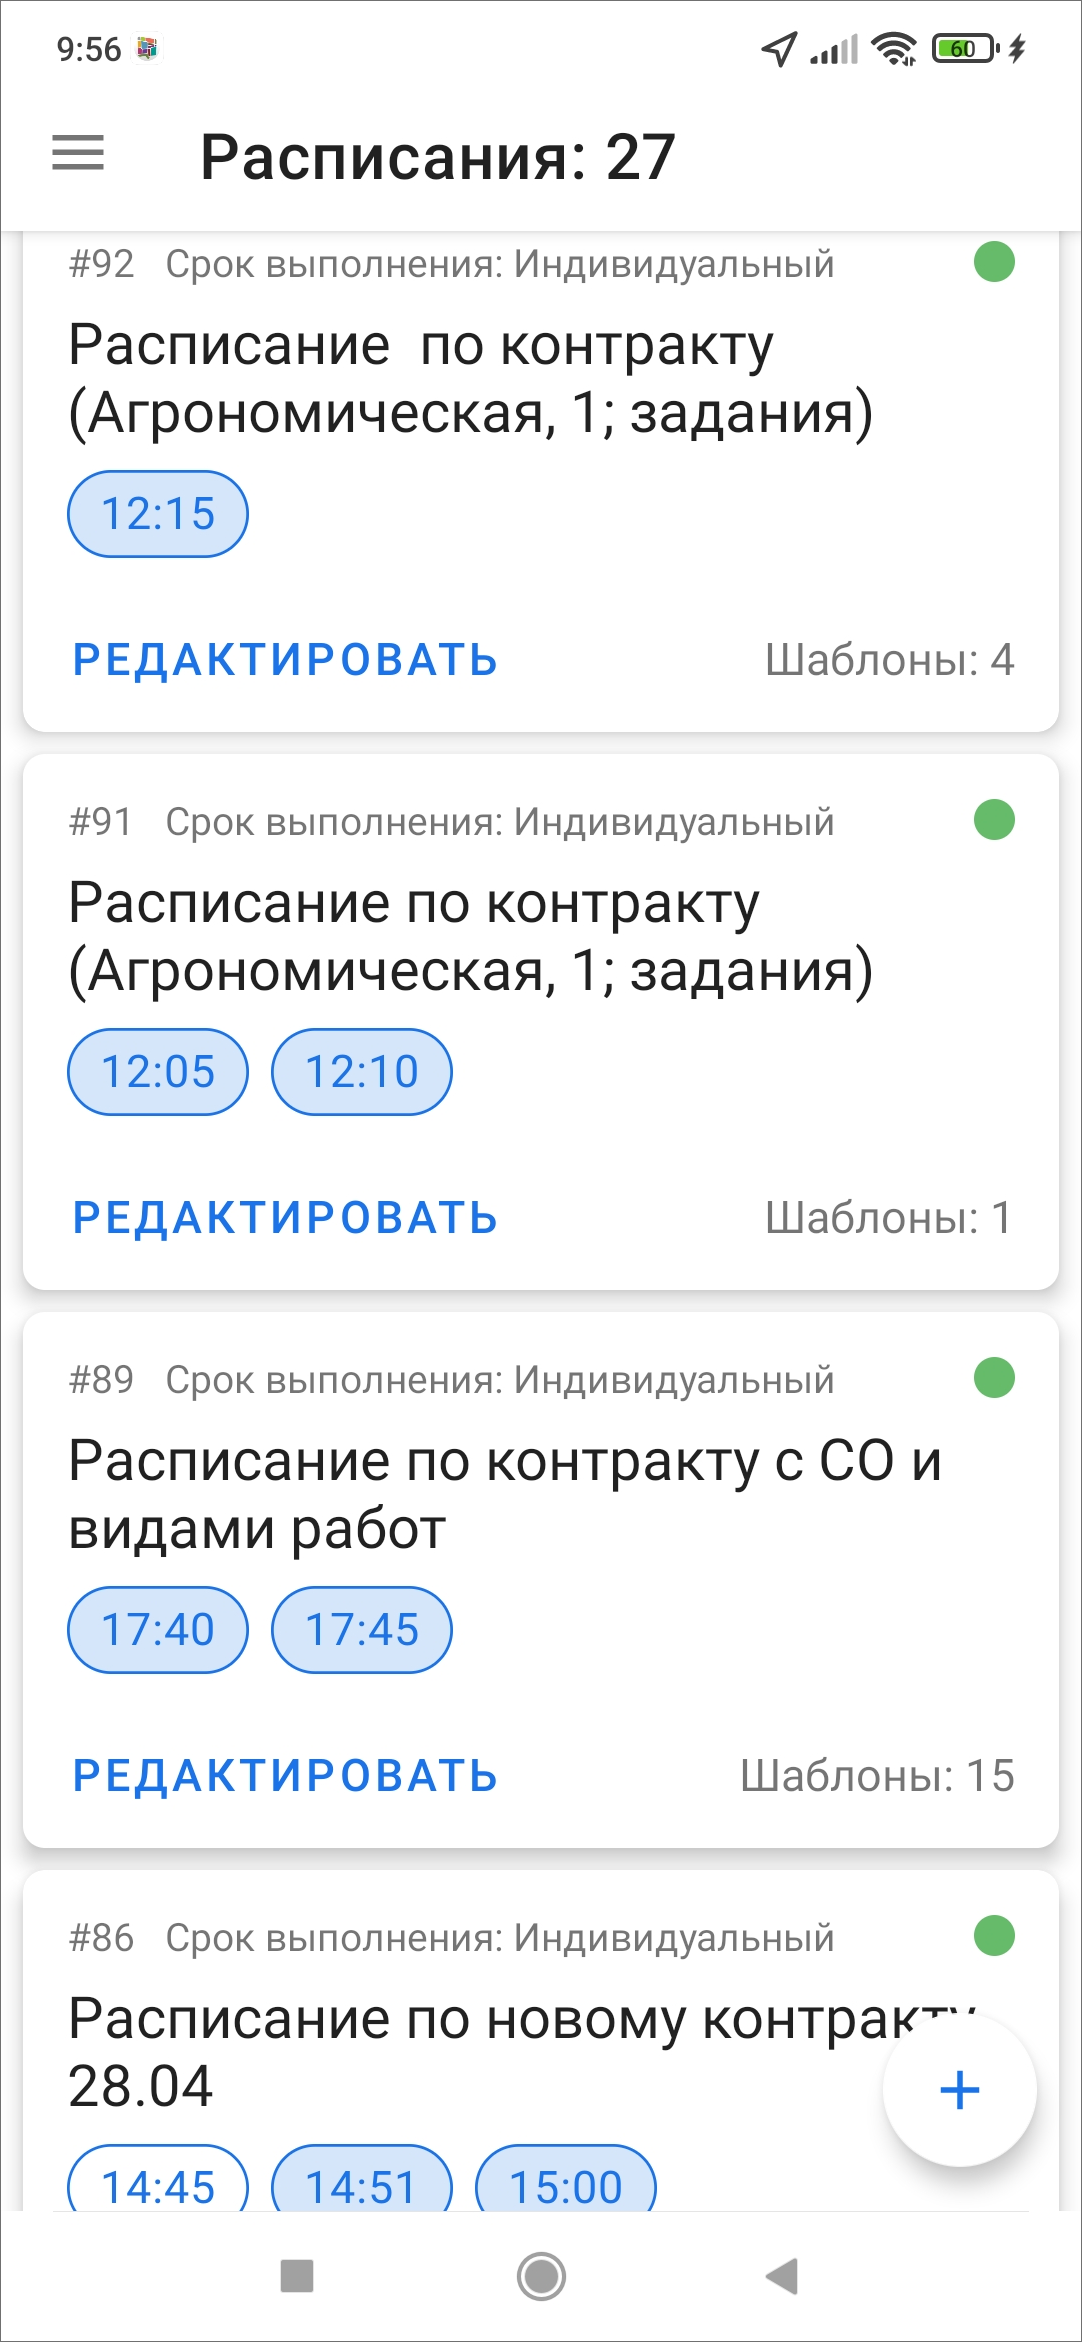 9:56
60
Расписания: 27
#92 Срок выполнения: Индивидуальный
Расписание по контракту
(Агрономическая, 1; задания)
12:15
РЕДАКТИРОВАТЬ Шаблоны: 4
#91 Срок выполнения: Индивидуальный
Расписание по контракту
(Агрономическая, 1; задания)
12:05 12:10
РЕДАКТИРОВАТЬ Шаблоны: 1
#89 Срок выполнения: Индивидуальный
Расписание по контракту с СО и
видами работ
17:40 17:45
РЕДАКТИРОВАТЬ Шаблоны: 15
#86 Срок выполнения: Индивидуальный
Расписание по новому контракту
28.04
14:45 14:51 15:00